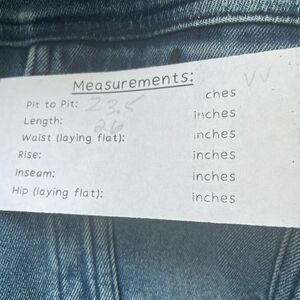 Measurements:
Pit to Pit: 23.5 ches
Length: 26 inches
Waist (laying flat): inches
Rise: inches
Inseam: inches
Hip (laying flat): inches